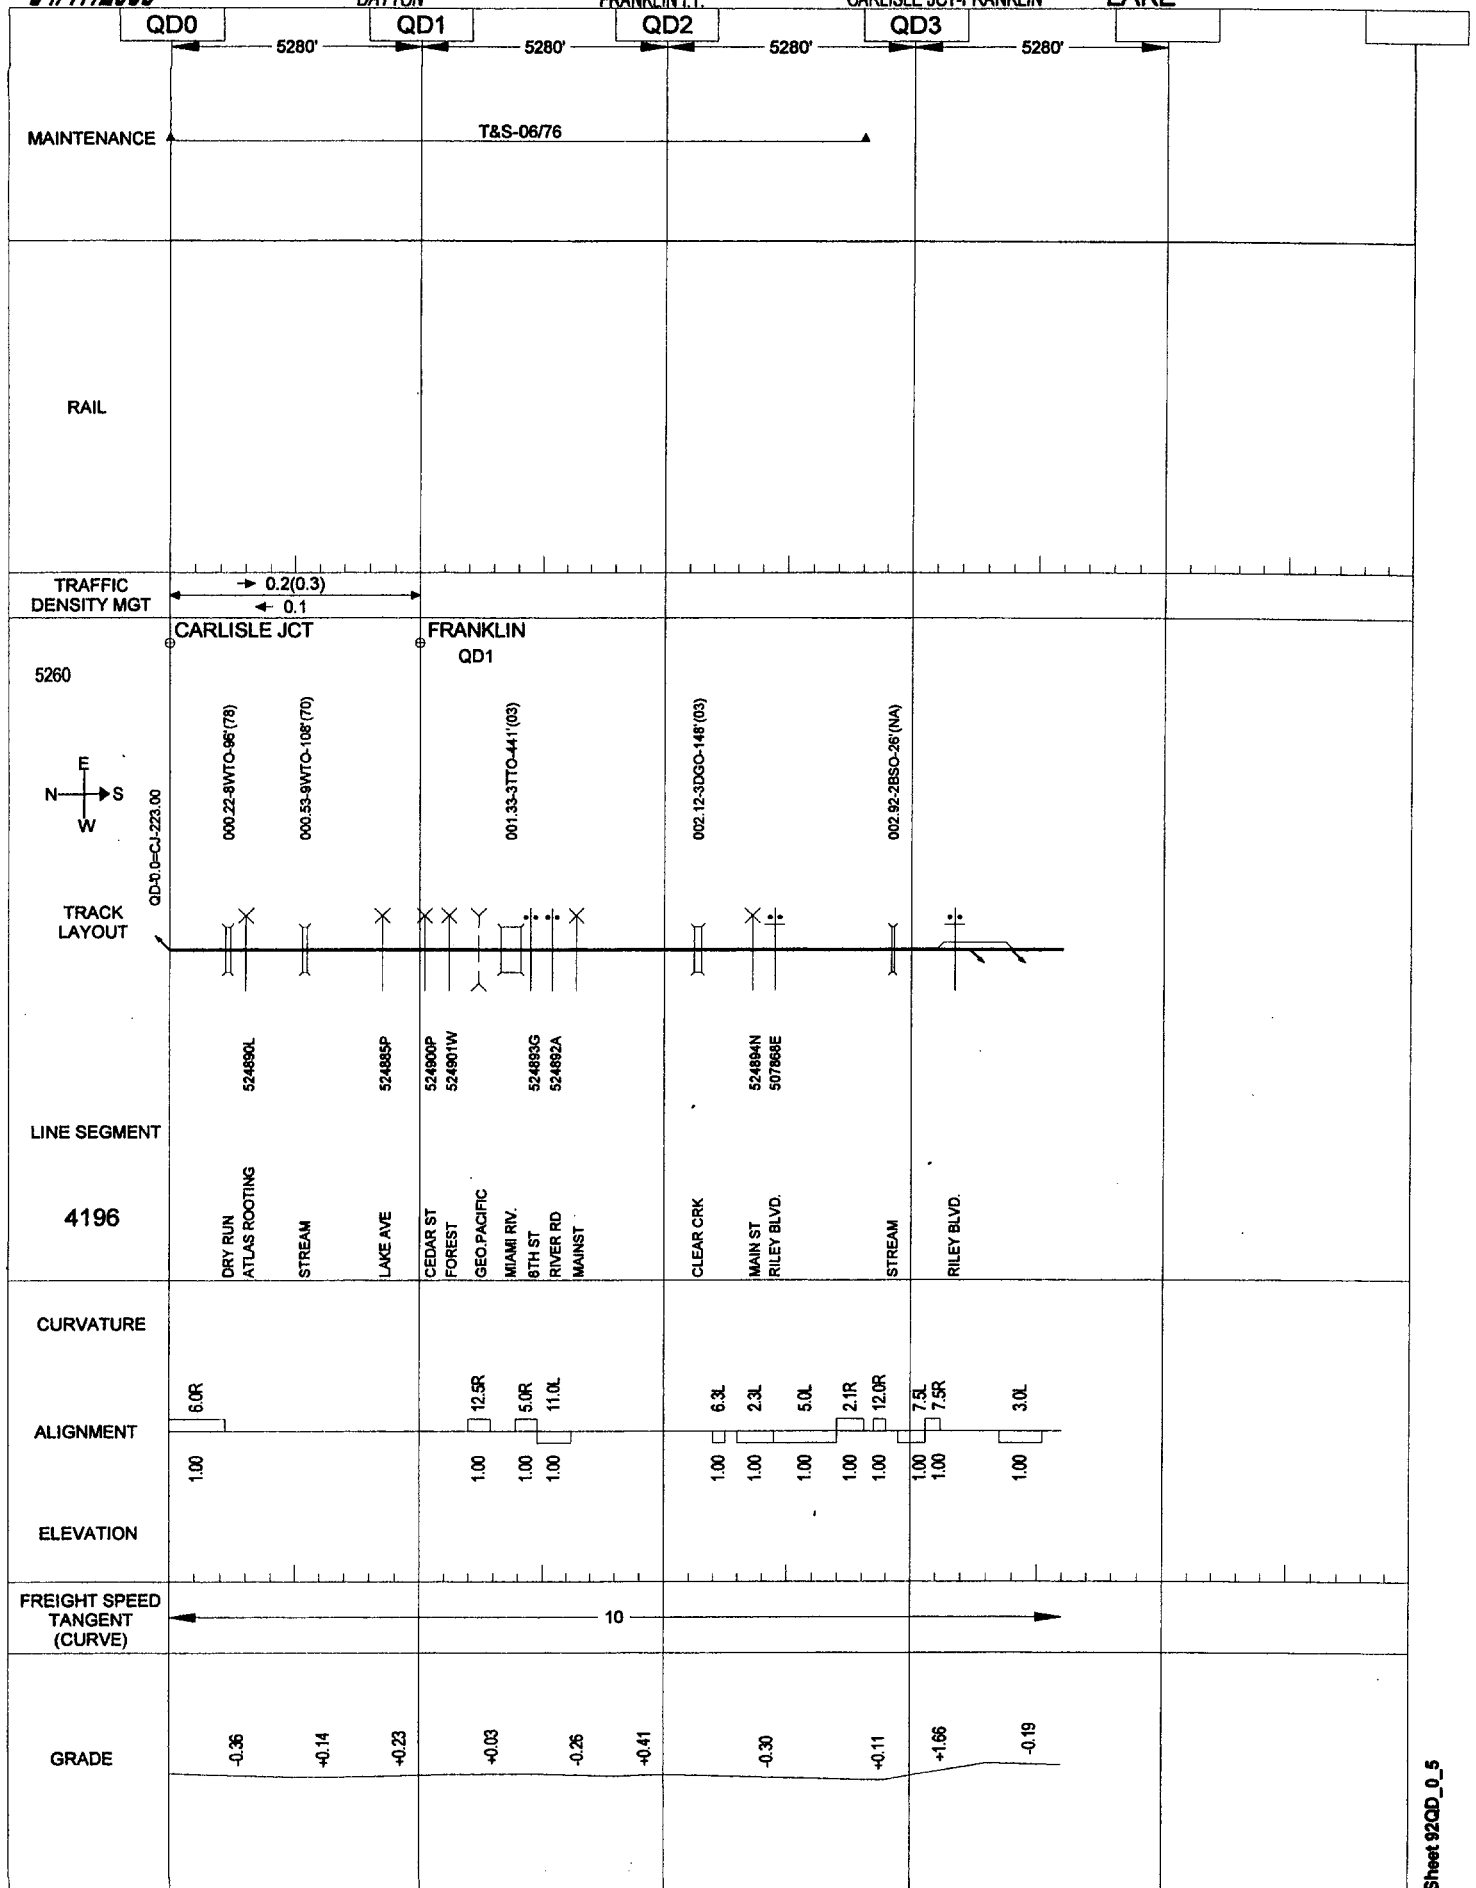 DAYTON
FRANKLIN I.T.
CARLISLE JCT-FRANKLIN
LAKE
QD0
QD1
QD2
QD3
5280'
5280'
5280'
5280'
MAINTENANCE
T&S-06/76
RAIL
TRAFFIC
DENSITY MGT
0.2(0.3)
0.1
CARLISLE JCT
FRANKLIN
QD1
5260
E
N
S
W
QD-0.0=CJ-223.00
000.22-8WTO-96'(78)
000.53-9WTO-108'(70)
001.33-3TTO-441'(03)
002.12-3DGO-148'(03)
002.92-2BSO-26'(NA)
TRACK
LAYOUT
524890L
524885P
524900P
524901W
524893G
524892A
524894N
507868E
LINE SEGMENT
4196
DRY RUN
ATLAS ROOTING
STREAM
LAKE AVE
CEDAR ST
FOREST
GEO.PACIFIC
MIAMI RIV.
6TH ST
RIVER RD
MAINST
CLEAR CRK
MAIN ST
RILEY BLVD.
STREAM
RILEY BLVD.
CURVATURE
6.0R
12.5R
5.0R
11.0L
6.3L
2.3L
5.0L
2.1R
12.0R
7.5L
7.5R
3.0L
ALIGNMENT
1.00
1.00
1.00
1.00
1.00
1.00
1.00
1.00
1.00
1.00
1.00
1.00
ELEVATION
FREIGHT SPEED
TANGENT
(CURVE)
10
GRADE
-0.36
+0.14
+0.23
+0.03
-0.26
+0.41
-0.30
+0.11
+1.66
-0.19
Sheet 92QD_0_5